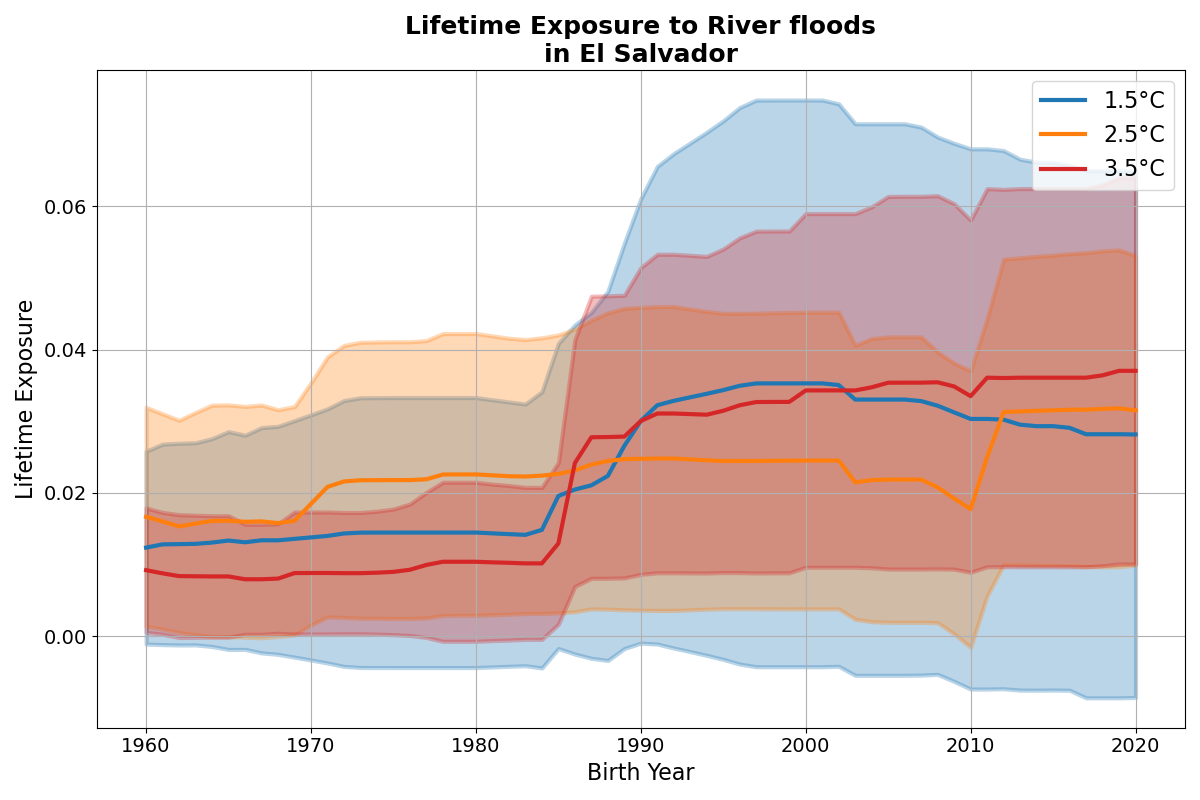 Lifetime Exposure to River floods
in El Salvador
1.5°C
2.5°C
3.5°C
Lifetime Exposure
0.06
0.04
0.02
0.00
1960
1970
1980
1990
2000
2010
2020
Birth Year